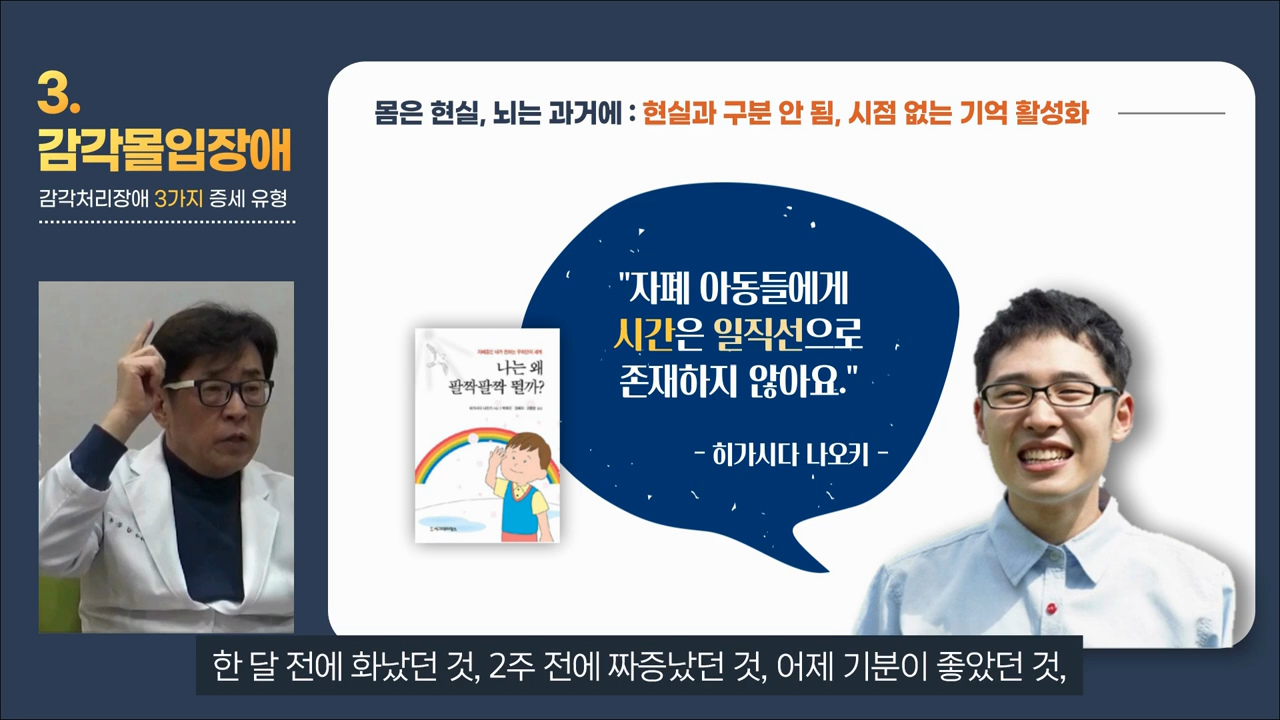 3.
감각몰입장애
감각처리장애 3가지 증세 유형
몸은 현실, 뇌는 과거에 : 현실과 구분 안 됨, 시점 없는 기억 활성화
"자폐 아동들에게
시간은 일직선으로
존재하지 않아요."
- 히가시다 나오키 -
나는 왜
팔짝팔짝 뛸까?
한 달 전에 화났던 것, 2주 전에 짜증났던 것, 어제 기분이 좋았던 것,